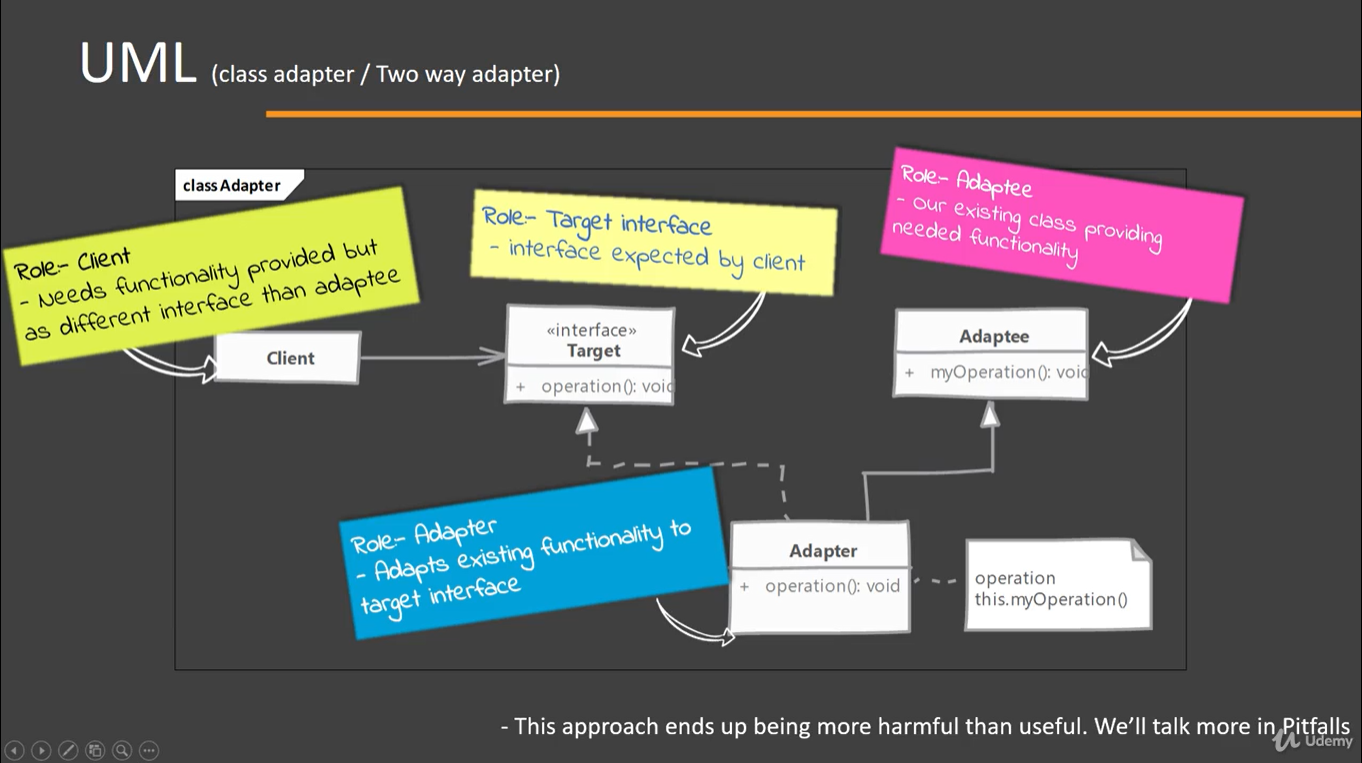 UML (class adapter / Two way adapter)
class Adapter
Role:- Client
- Needs functionality provided but
as different interface than adaptee
Role:- Target interface
- interface expected by client
Role:- Adaptee
- our existing class providing
needed functionality
Client
«interface»
Target
+ operation(): void
Adaptee
+ myOperation(): void
Role:- Adapter
- Adapts existing functionality to
target interface
Adapter
+ operation(): void
operation
this.myOperation()
- This approach ends up being more harmful than useful. We’ll talk more in Pitfalls
Udemy